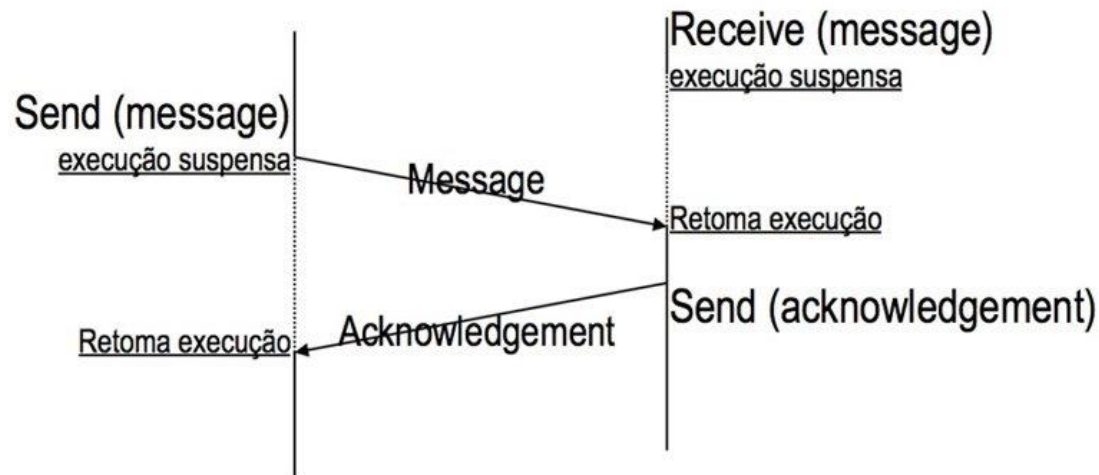 Receive (message)
execução suspensa
Send (message)
execução suspensa
Message
Retoma execução
Send (acknowledgement)
Acknowledgement
Retoma execução